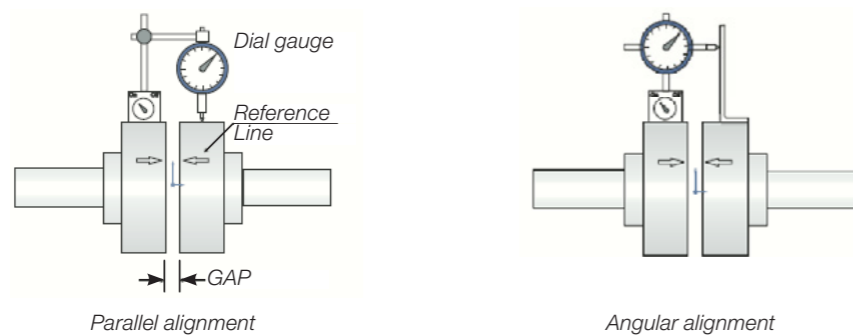 Dial gauge
Reference
Line
GAP
Parallel alignment
Angular alignment